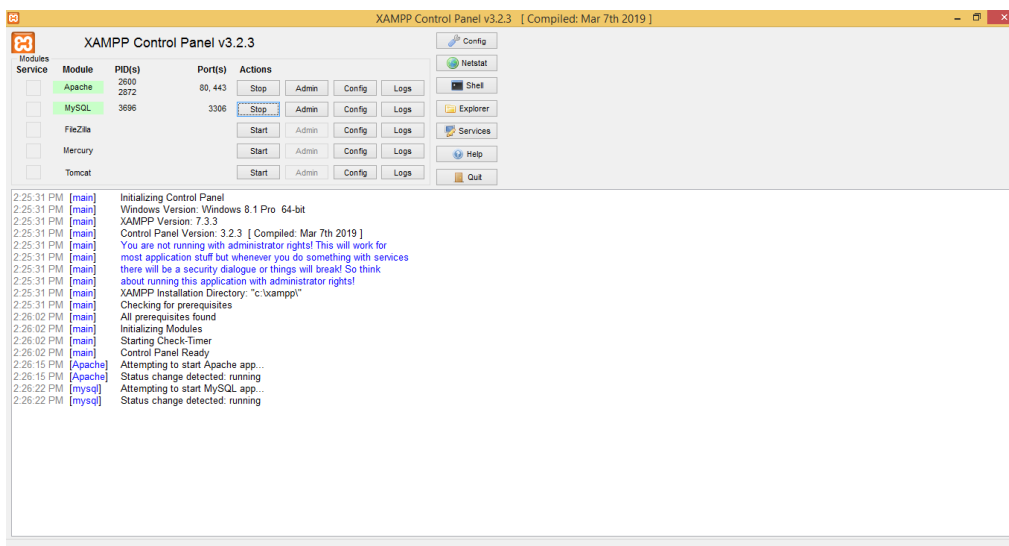 XAMPP Control Panel v3.2.3 [ Compiled: Mar 7th 2019 ]
XAMPP Control Panel v3.2.3
Config
Modules
Service Module PID(s) Port(s) Actions
Netstat
Apache 2600 2872 80, 443 Stop Admin Config Logs
Shell
MySQL 3696 3306 Stop Admin Config Logs
Explorer
FileZilla Start Admin Config Logs
Services
Mercury Start Admin Config Logs
Help
Tomcat Start Admin Config Logs
Quit
2:25:31 PM [main] Initializing Control Panel
2:25:31 PM [main] Windows Version: Windows 8.1 Pro 64-bit
2:25:31 PM [main] XAMPP Version: 7.3.3
2:25:31 PM [main] Control Panel Version: 3.2.3 [ Compiled: Mar 7th 2019 ]
2:25:31 PM [main] You are not running with administrator rights! This will work for
2:25:31 PM [main] most application stuff but whenever you do something with services
2:25:31 PM [main] there will be a security dialogue or things will break! So think
2:25:31 PM [main] about running this application with administrator rights!
2:25:31 PM [main] XAMPP Installation Directory: "c:\xampp\"
2:25:31 PM [main] Checking for prerequisites
2:26:02 PM [main] All prerequisites found
2:26:02 PM [main] Initializing Modules
2:26:02 PM [main] Starting Check-Timer
2:26:02 PM [main] Control Panel Ready
2:26:15 PM [Apache] Attempting to start Apache app...
2:26:15 PM [Apache] Status change detected: running
2:26:22 PM [mysql] Attempting to start MySQL app...
2:26:22 PM [mysql] Status change detected: running